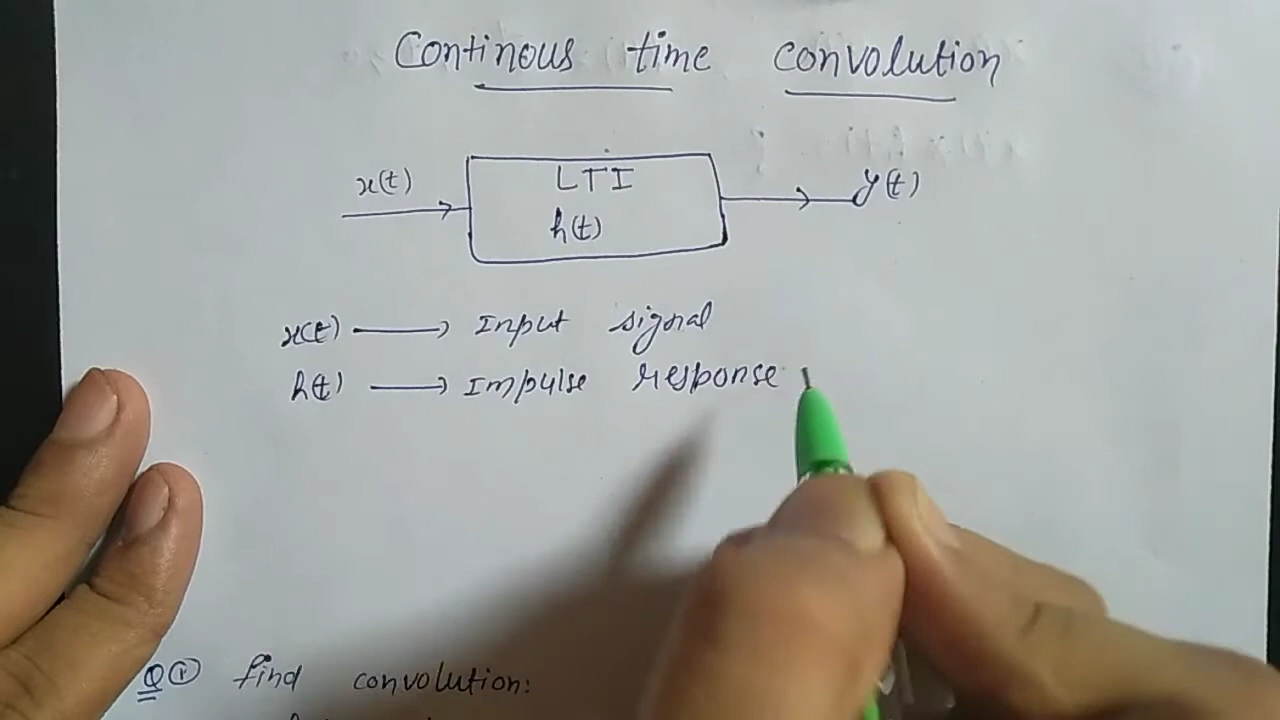 Continous time convolution
x(t) LTI y(t)
h(t)
x(t) → Input signal
h(t) → Impulse response
Q① find convolution: